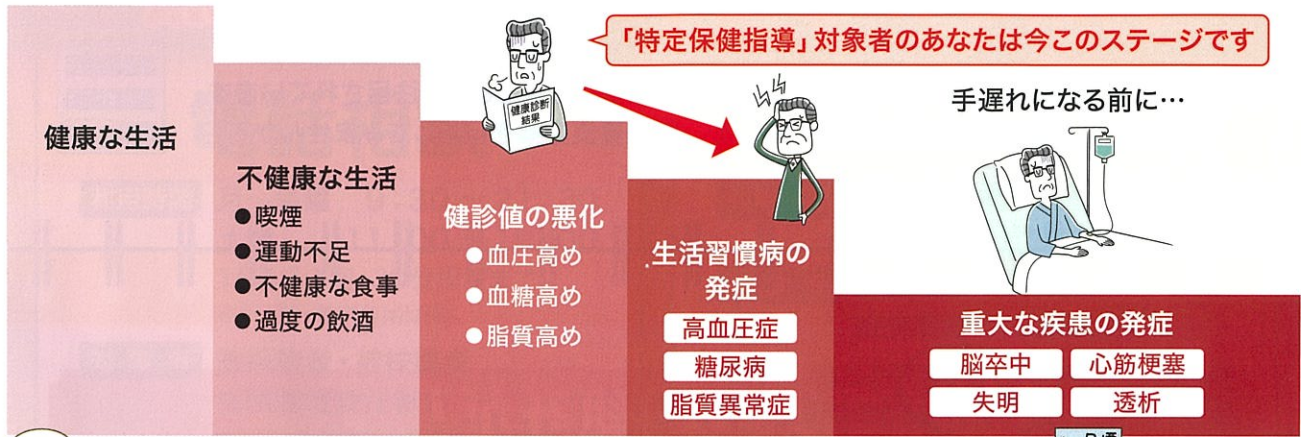 「特定保健指導」対象者のあなたは今このステージです
健康診断
結果
手遅れになる前に…
健康な生活
不健康な生活
●喫煙
●運動不足
●不健康な食事
●過度の飲酒
健診値の悪化
●血圧高め
●血糖高め
●脂質高め
生活習慣病の
発症
高血圧症
糖尿病
脂質異常症
重大な疾患の発症
脳卒中
心筋梗塞
失明
透析